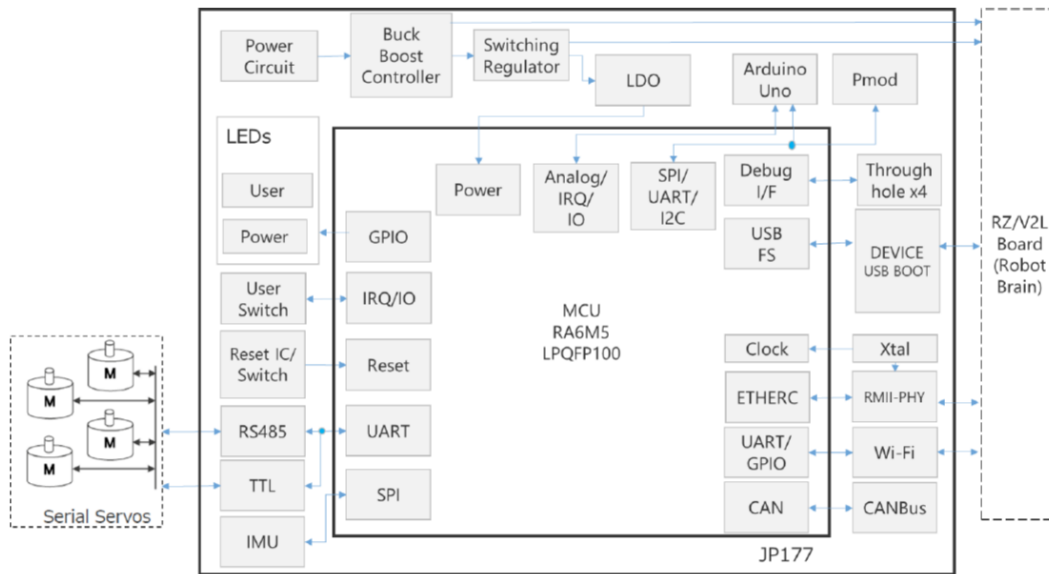 Power
Circuit
Buck
Boost
Controller
Switching
Regulator
LDO
Arduino
Uno
Pmod
LEDs
User
Power
Power
Analog/
IRQ/
IO
SPI/
UART/
I2C
Debug
I/F
Through
hole x4
GPIO
USB
FS
DEVICE
USB BOOT
RZ/V2L
Board
(Robot
Brain)
User
Switch
IRQ/IO
MCU
RA6M5
LPQFP100
Reset IC/
Switch
Reset
Clock
Xtal
ETHERC
RMII-PHY
M
M
M
M
Serial Servos
RS485
UART
UART/
GPIO
Wi-Fi
TTL
SPI
CAN
CANBus
IMU
JP177